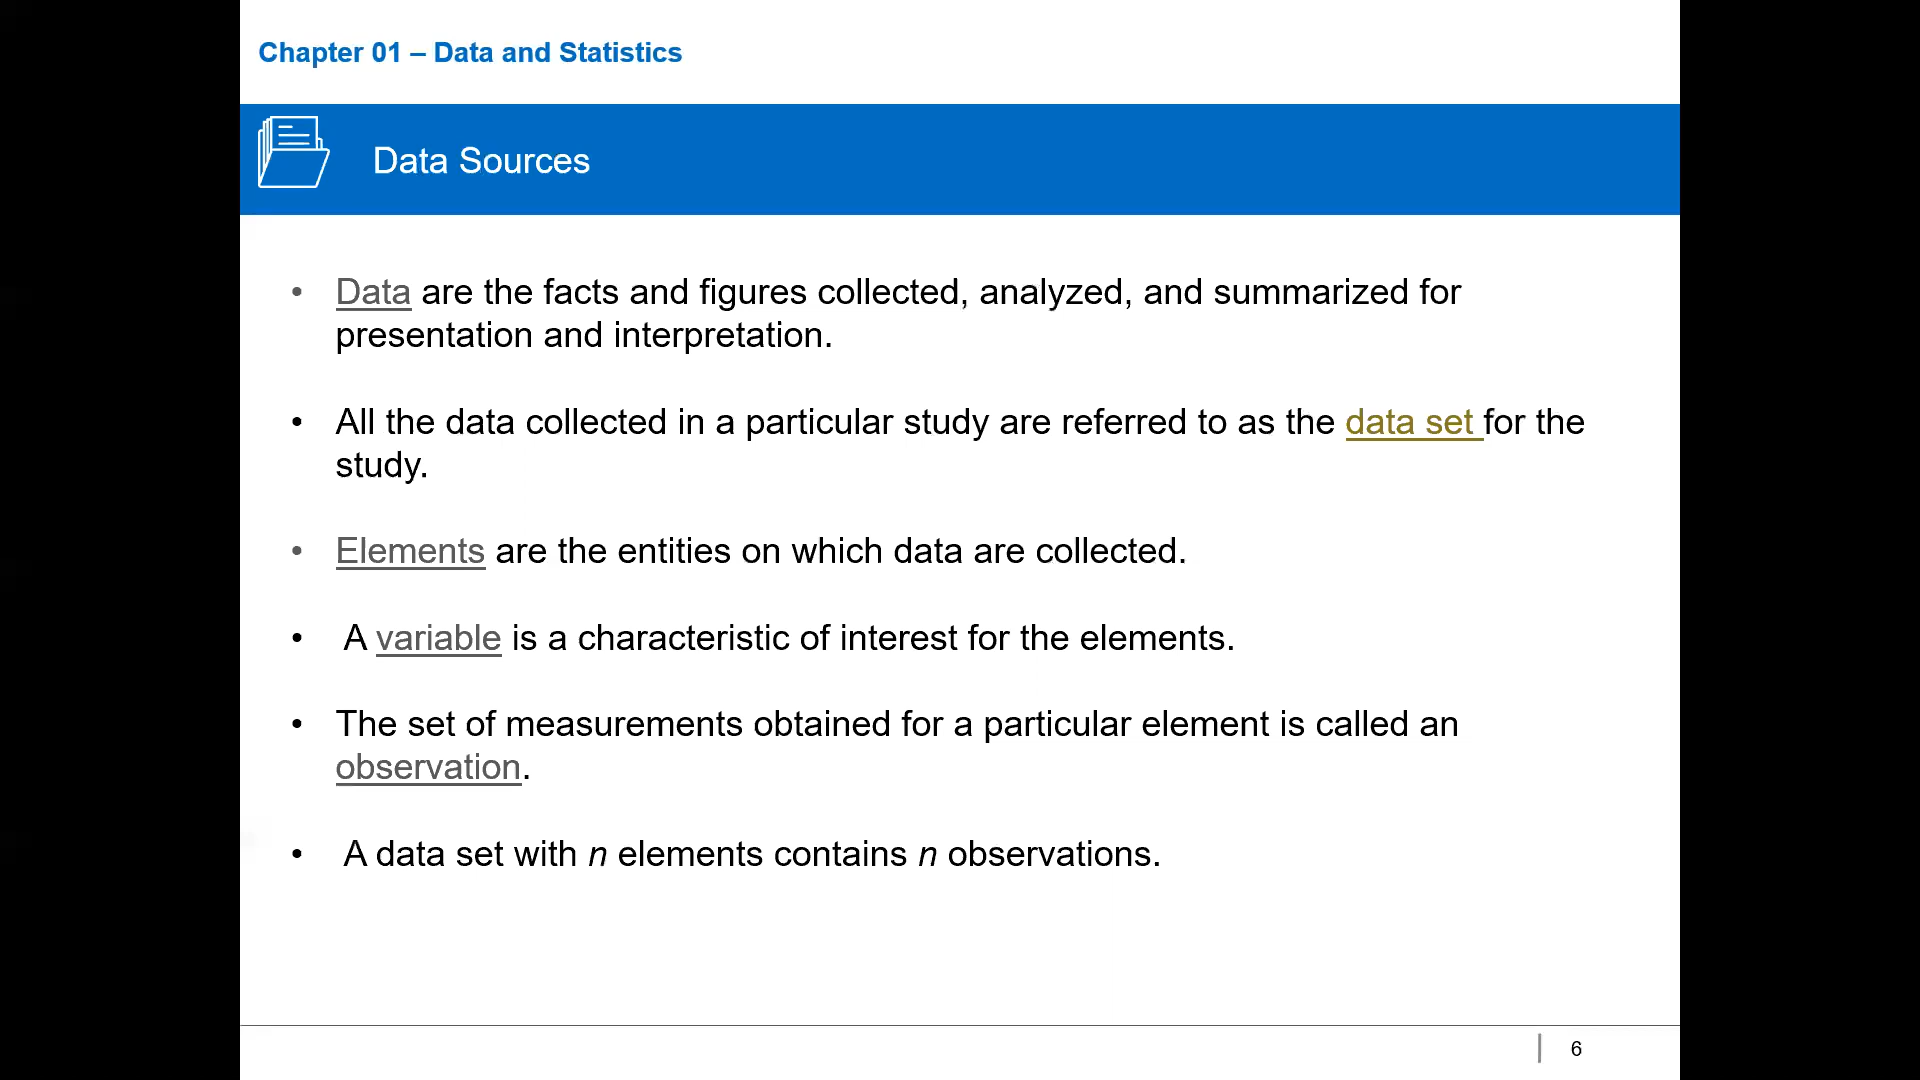 Chapter 01 – Data and Statistics
Data Sources
• Data are the facts and figures collected, analyzed, and summarized for
presentation and interpretation.
• All the data collected in a particular study are referred to as the data set for the
study.
• Elements are the entities on which data are collected.
• A variable is a characteristic of interest for the elements.
• The set of measurements obtained for a particular element is called an
observation.
• A data set with n elements contains n observations.
6